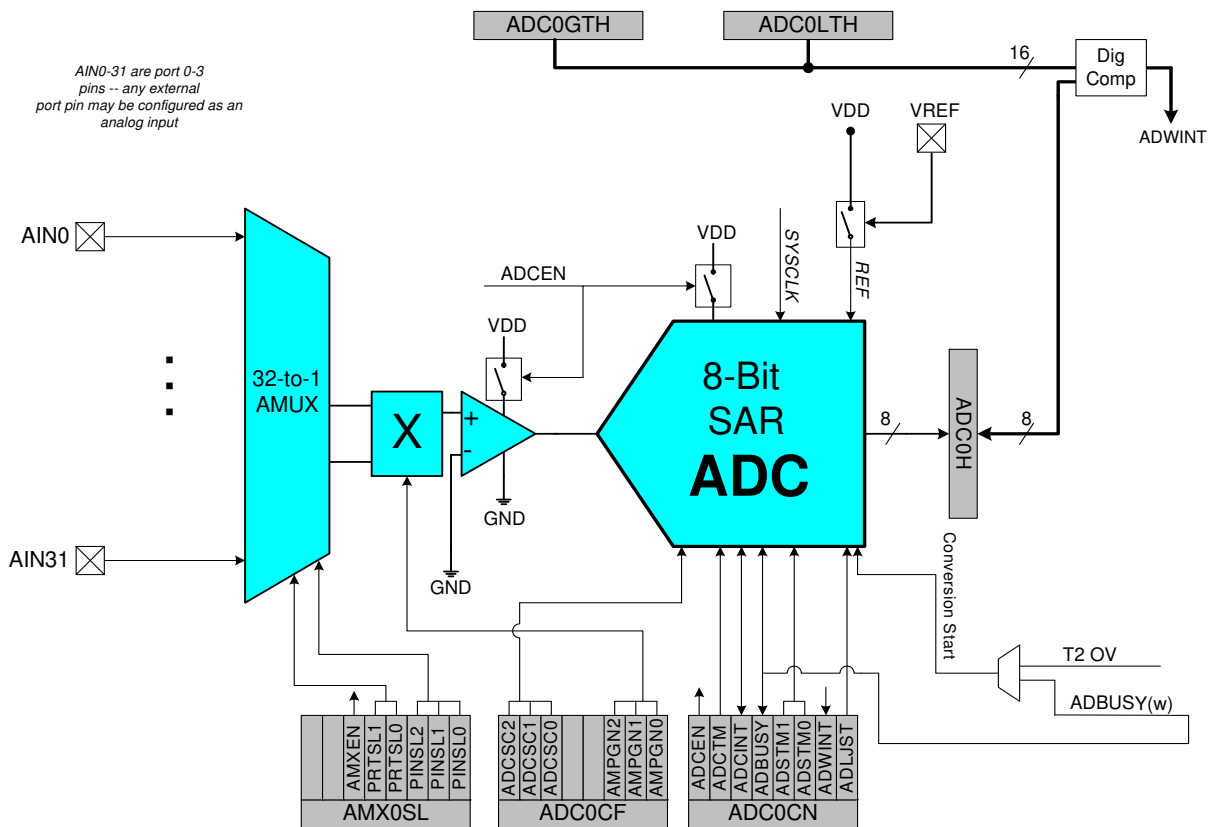 ADC0GTH
ADC0LTH
AIN0-31 are port 0-3
pins -- any external
port pin may be configured as an
analog input
16
Dig
Comp
ADWINT
VDD
VREF
AIN0
VDD
SYSCLK
REF
ADCEN
VDD
32-to-1
AMUX
X
+
-
8-Bit
SAR
ADC
8
ADC0H
8
GND
GND
AIN31
Conversion Start
T2 OV
ADBUSY(w)
AMXEN
PRTSL1
PRTSL0
PINSL2
PINSL1
PINSL0
AMX0SL
ADCSC2
ADCSC1
ADCSC0
AMPGN2
AMPGN1
AMPGN0
ADC0CF
ADCEN
ADCTM
ADCINT
ADBUSY
ADSTM1
ADSTM0
ADWINT
ADLJST
ADC0CN